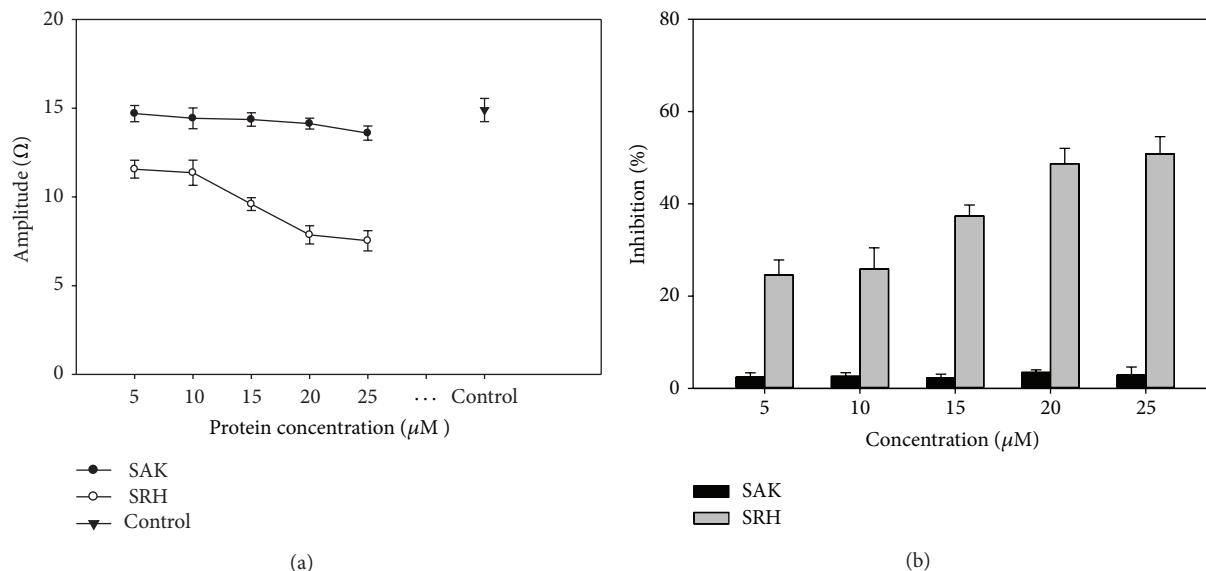 20
15
10
5
0
Amplitude (Ω)
5 10 15 20 25 ··· Control
Protein concentration (μM )
SAK
SRH
Control
(a)
80
60
40
20
0
Inhibition (%)
5 10 15 20 25
Concentration (μM)
SAK
SRH
(b)